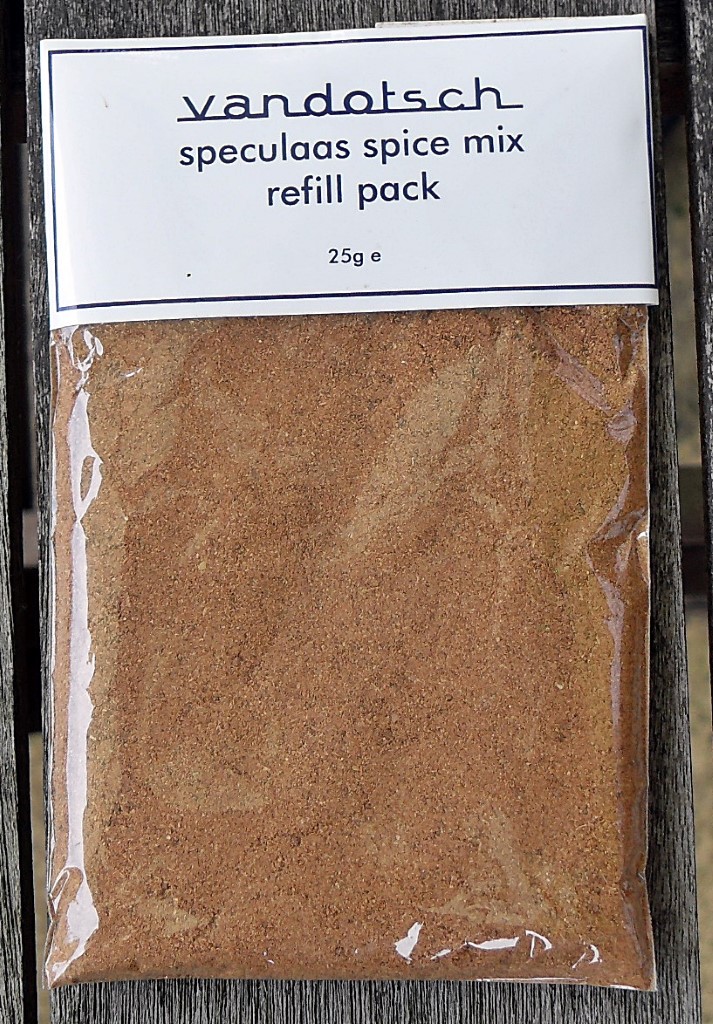 vandotsch
speculaas spice mix
refill pack
25g e